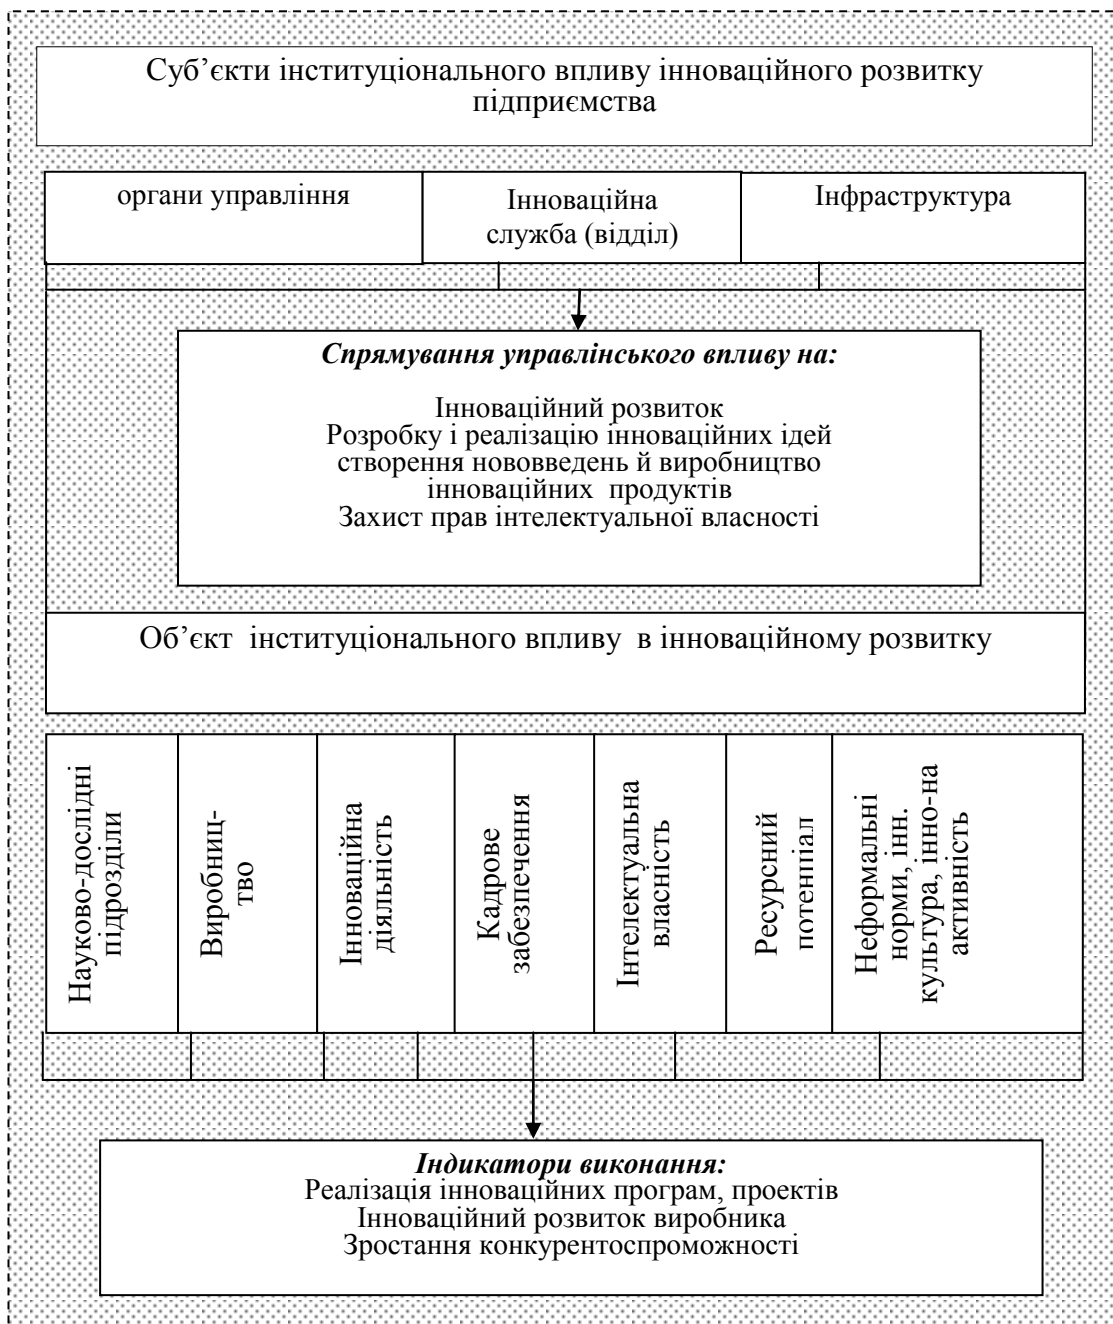 Суб’єкти інституціонального впливу інноваційного розвитку
підприємства
органи управління
Інноваційна
служба (відділ)
Інфраструктура
Спрямування управлінського впливу на:
Інноваційний розвиток
Розробку і реалізацію інноваційних ідей
створення нововведень й виробництво
інноваційних продуктів
Захист прав інтелектуальної власності
Об’єкт інституціонального впливу в інноваційному розвитку
Науково-дослідні
підрозділи
Виробниц-
тво
Інноваційна
діяльність
Кадрове
забезпечення
Інтелектуальна
власність
Ресурсний
потенціал
Неформальні
норми, інн.
культура, інно-на
активність
Індикатори виконання:
Реалізація інноваційних програм, проектів
Інноваційний розвиток виробника
Зростання конкурентоспроможності